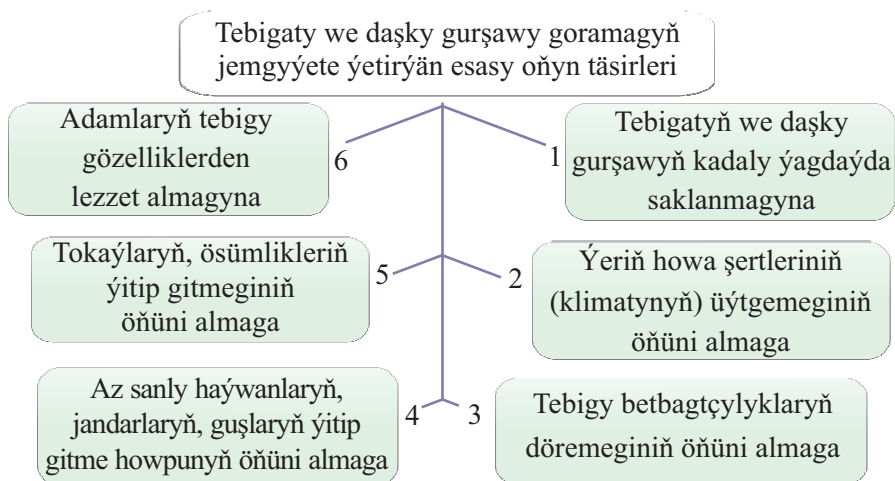 Tebigaty we daşky gurşawy goramagyň
jemgyýete ýetirýän esasy oňyn täsirleri
Adamlaryň tebigy
gözelliklerden
lezzet almagyna
6
1
Tebigatyň we daşky
gurşawyň kadaly ýagdaýda
saklanmagyna
Tokaýlaryň, ösümlikleriň
ýitip gitmeginiň
öňüni almaga
5
2
Ýeriň howa şertleriniň
(klimatynyň) üýtgemeginiň
öňüni almaga
Az sanly haýwanlaryň,
jandarlaryň, guşlaryň ýitip
gitme howpunyň öňüni almaga
4
3
Tebigy betbagtçylyklaryň
döremeginiň öňüni almaga